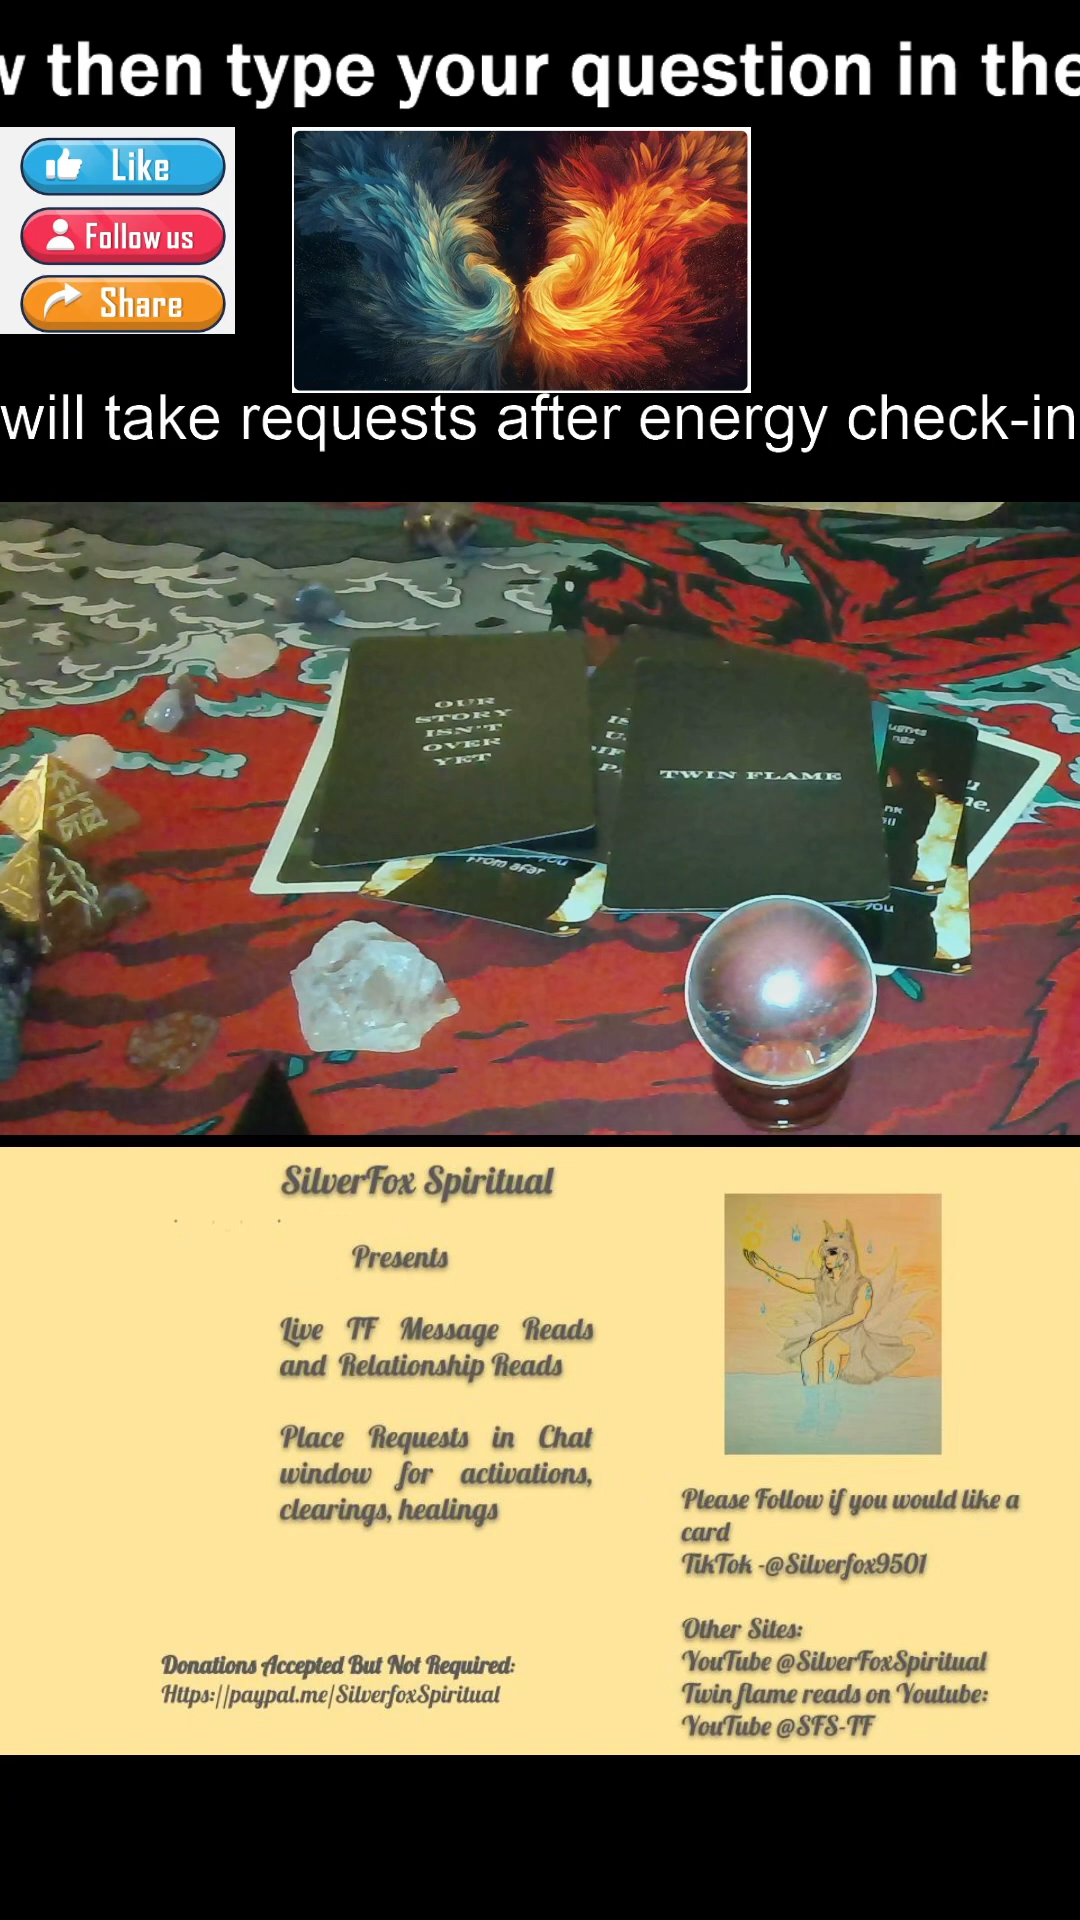 then type your question in the
Like
Follow us
Share
will take requests after energy check-in
OUR
STORY
ISN'T
OVER
YET
TWIN FLAME
you
From afar
you
SilverFox Spiritual
Presents
Live TF Message Reads
and Relationship Reads
Place Requests in Chat
window for activations,
clearings, healings
Donations Accepted But Not Required:
Https://paypal.me/SilverfoxSpiritual
Please Follow if you would like a
card
TikTok -@Silverfox9501
Other Sites:
YouTube @SilverFoxSpiritual
Twin flame reads on Youtube:
YouTube @SFS-TF